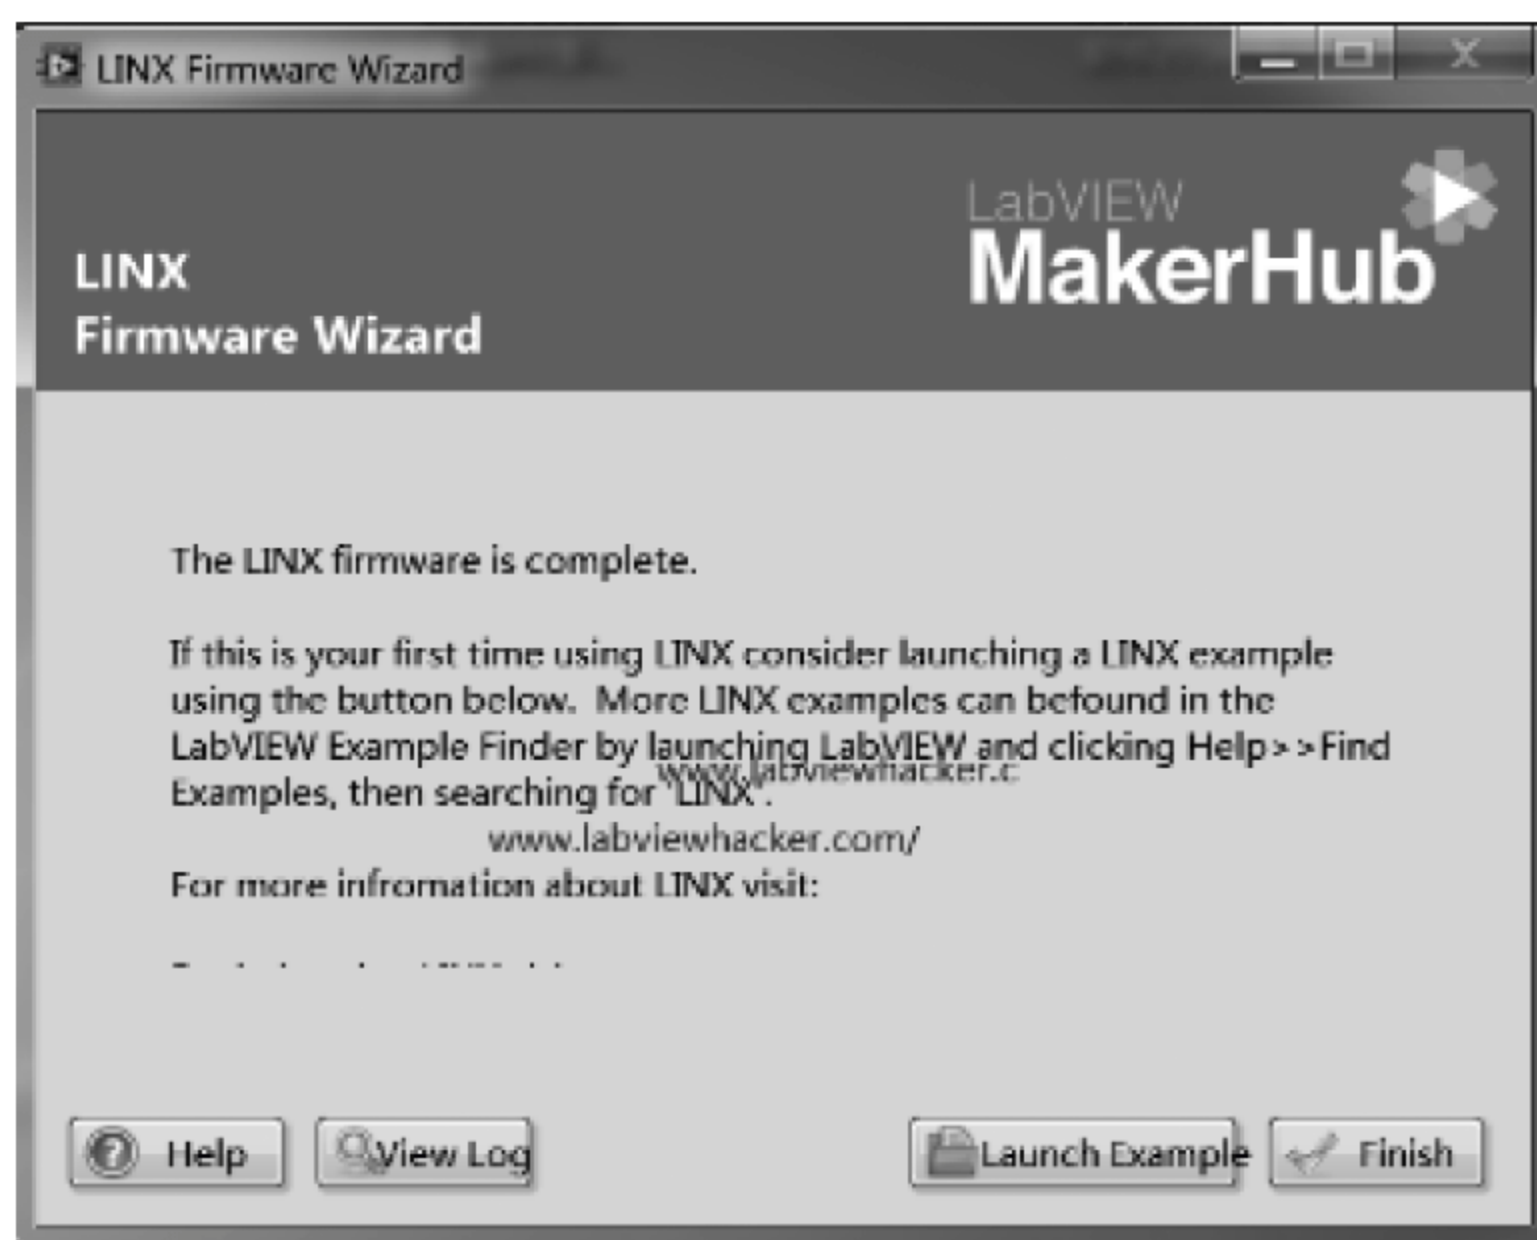 LINX Firmware Wizard
LabVIEW
MakerHub
LINX
Firmware Wizard
The LINX firmware is complete.
If this is your first time using LINX consider launching a LINX example
using the button below. More LINX examples can befound in the
LabVIEW Example Finder by launching LabVIEW and clicking Help>>Find
www.labviewhacker.c
Examples, then searching for "LINX".
www.labviewhacker.com/
For more infromation about LINX visit:
Help
View Log
Launch Example
Finish